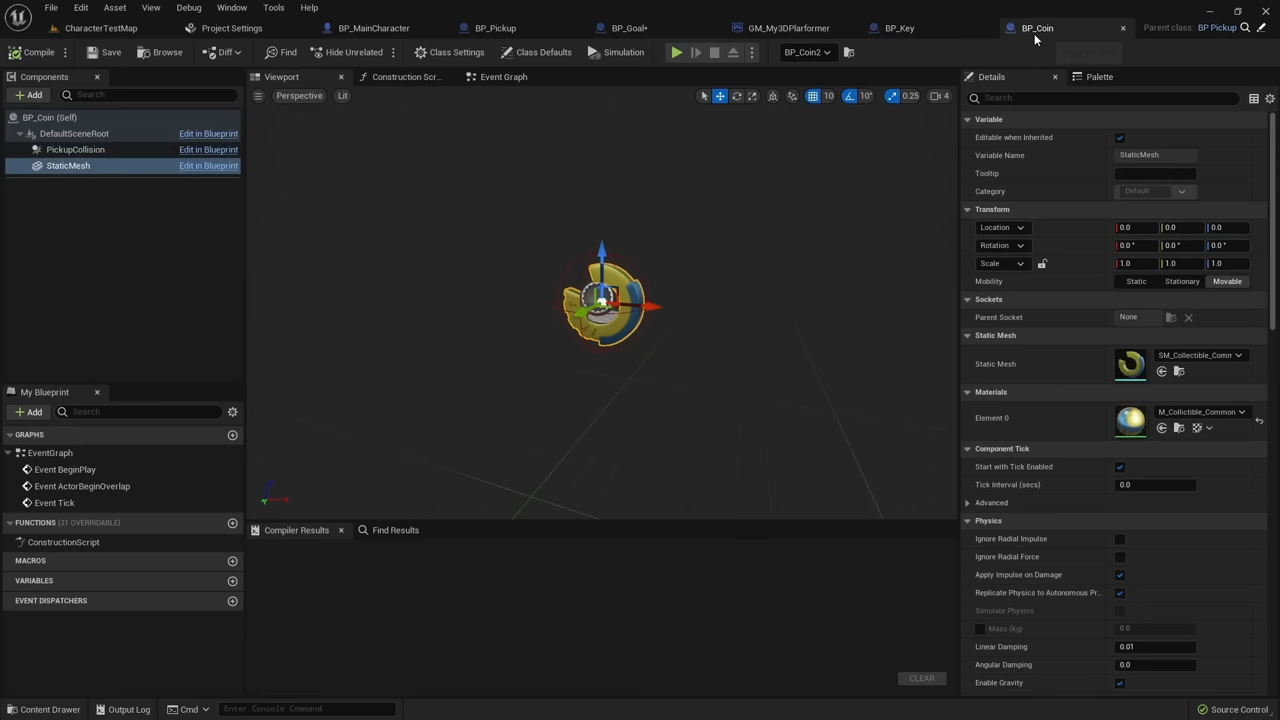 File Edit Asset View Debug Window Tools Help
CharacterTestMap Project Settings BP_MainCharacter BP_Pickup BP_Goal* GM_My3DPlarformer BP_Key BP_Coin Parent class: BP Pickup
Compile Save Browse Diff Find Hide Unrelated Class Settings Class Defaults Simulation BP_Coin2
Components
Add Search
BP_Coin (Self)
DefaultSceneRoot Edit in Blueprint
PickupCollision Edit in Blueprint
StaticMesh Edit in Blueprint
My Blueprint
Add Search
GRAPHS
EventGraph
Event BeginPlay
Event ActorBeginOverlap
Event Tick
FUNCTIONS (21 OVERRIDABLE)
ConstructionScript
MACROS
VARIABLES
EVENT DISPATCHERS
Viewport Construction Scr... Event Graph
Perspective Lit 10 10° 0.25 4
Compiler Results Find Results
CLEAR
Details Palette
Search
Variable
Editable when Inherited
Variable Name StaticMesh
Tooltip
Category Default
Transform
Location 0.0 0.0 0.0
Rotation 0.0 ° 0.0 ° 0.0 °
Scale 1.0 1.0 1.0
Mobility Static Stationary Movable
Sockets
Parent Socket None
Static Mesh
Static Mesh SM_Collectible_Comm
Materials
Element 0 M_Collictible_Common
Component Tick
Start with Tick Enabled
Tick Interval (secs) 0.0
Advanced
Physics
Ignore Radial Impulse
Ignore Radial Force
Apply Impulse on Damage
Replicate Physics to Autonomous Pr...
Simulate Physics
Mass (kg) 0.0
Linear Damping 0.01
Angular Damping 0.0
Enable Gravity
Content Drawer Output Log Cmd Enter Console Command Source Control